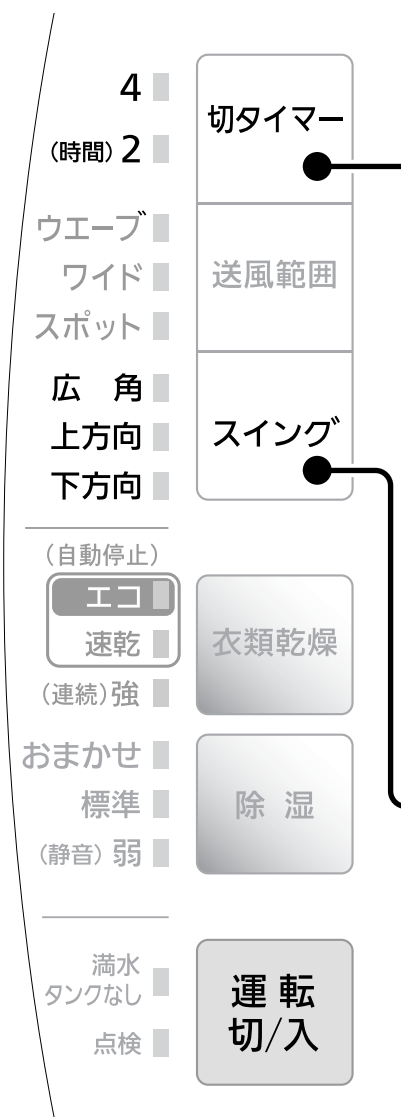 4
切タイマー
(時間) 2
ウエーブ
ワイド
送風範囲
スポット
広 角
上方向
スイング
下方向
(自動停止)
エコ
速乾
衣類乾燥
(連続) 強
おまかせ
標準
除 湿
(静音) 弱
満水
タンクなし
点検
運 転
切/入